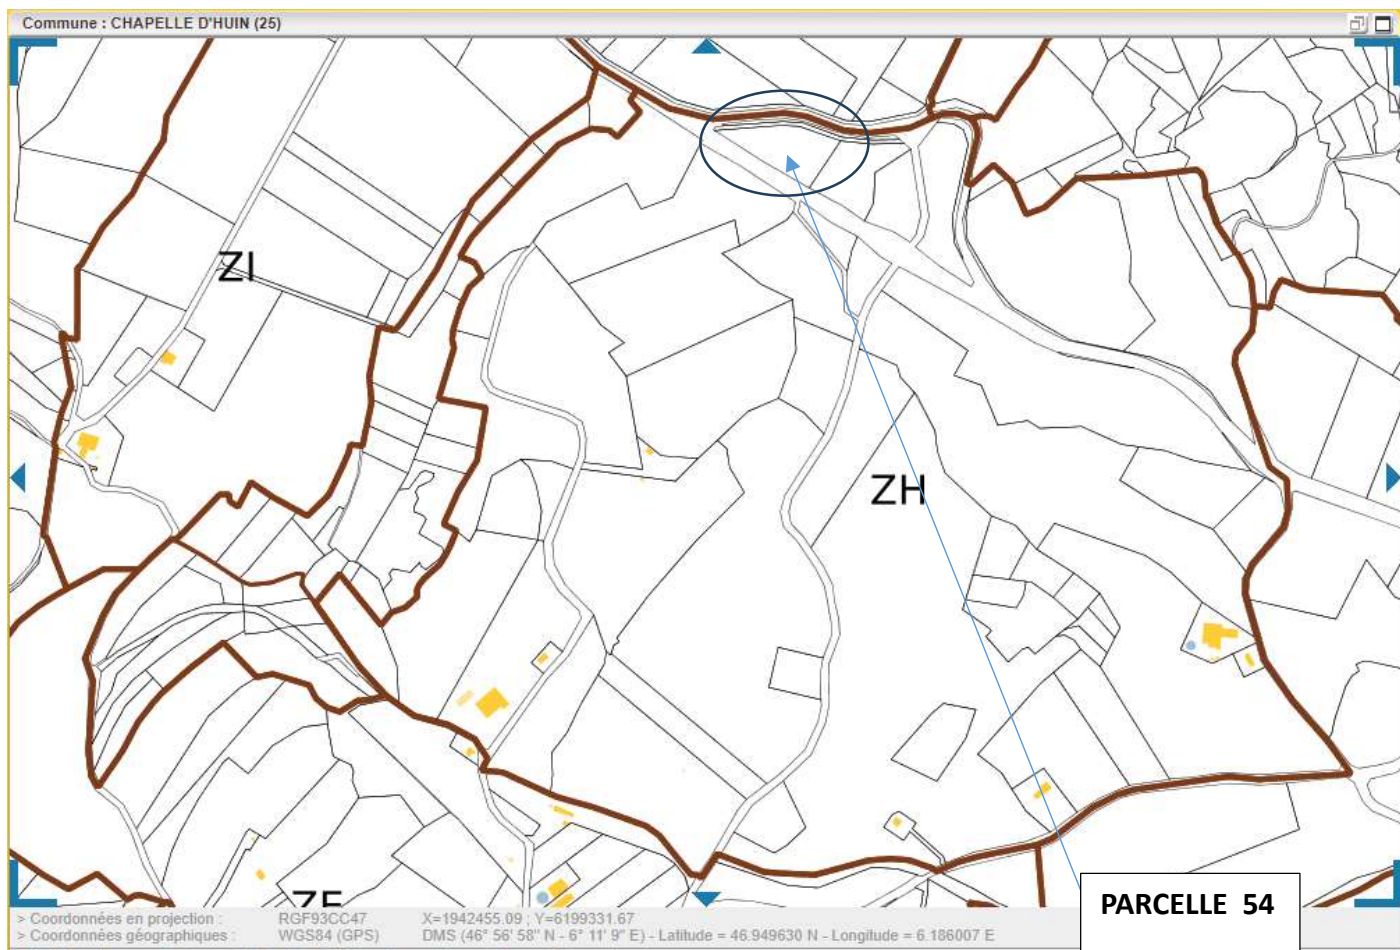 Commune : CHAPELLE D'HUIN (25)
ZI
ZH
ZE
PARCELLE 54
> Coordonnées en projection : RGF93CC47 X=1942455.09 ; Y=6199331.67
> Coordonnées géographiques : WGS84 (GPS) DMS (46° 56' 58" N - 6° 11' 9" E) - Latitude = 46.949630 N - Longitude = 6.186007 E